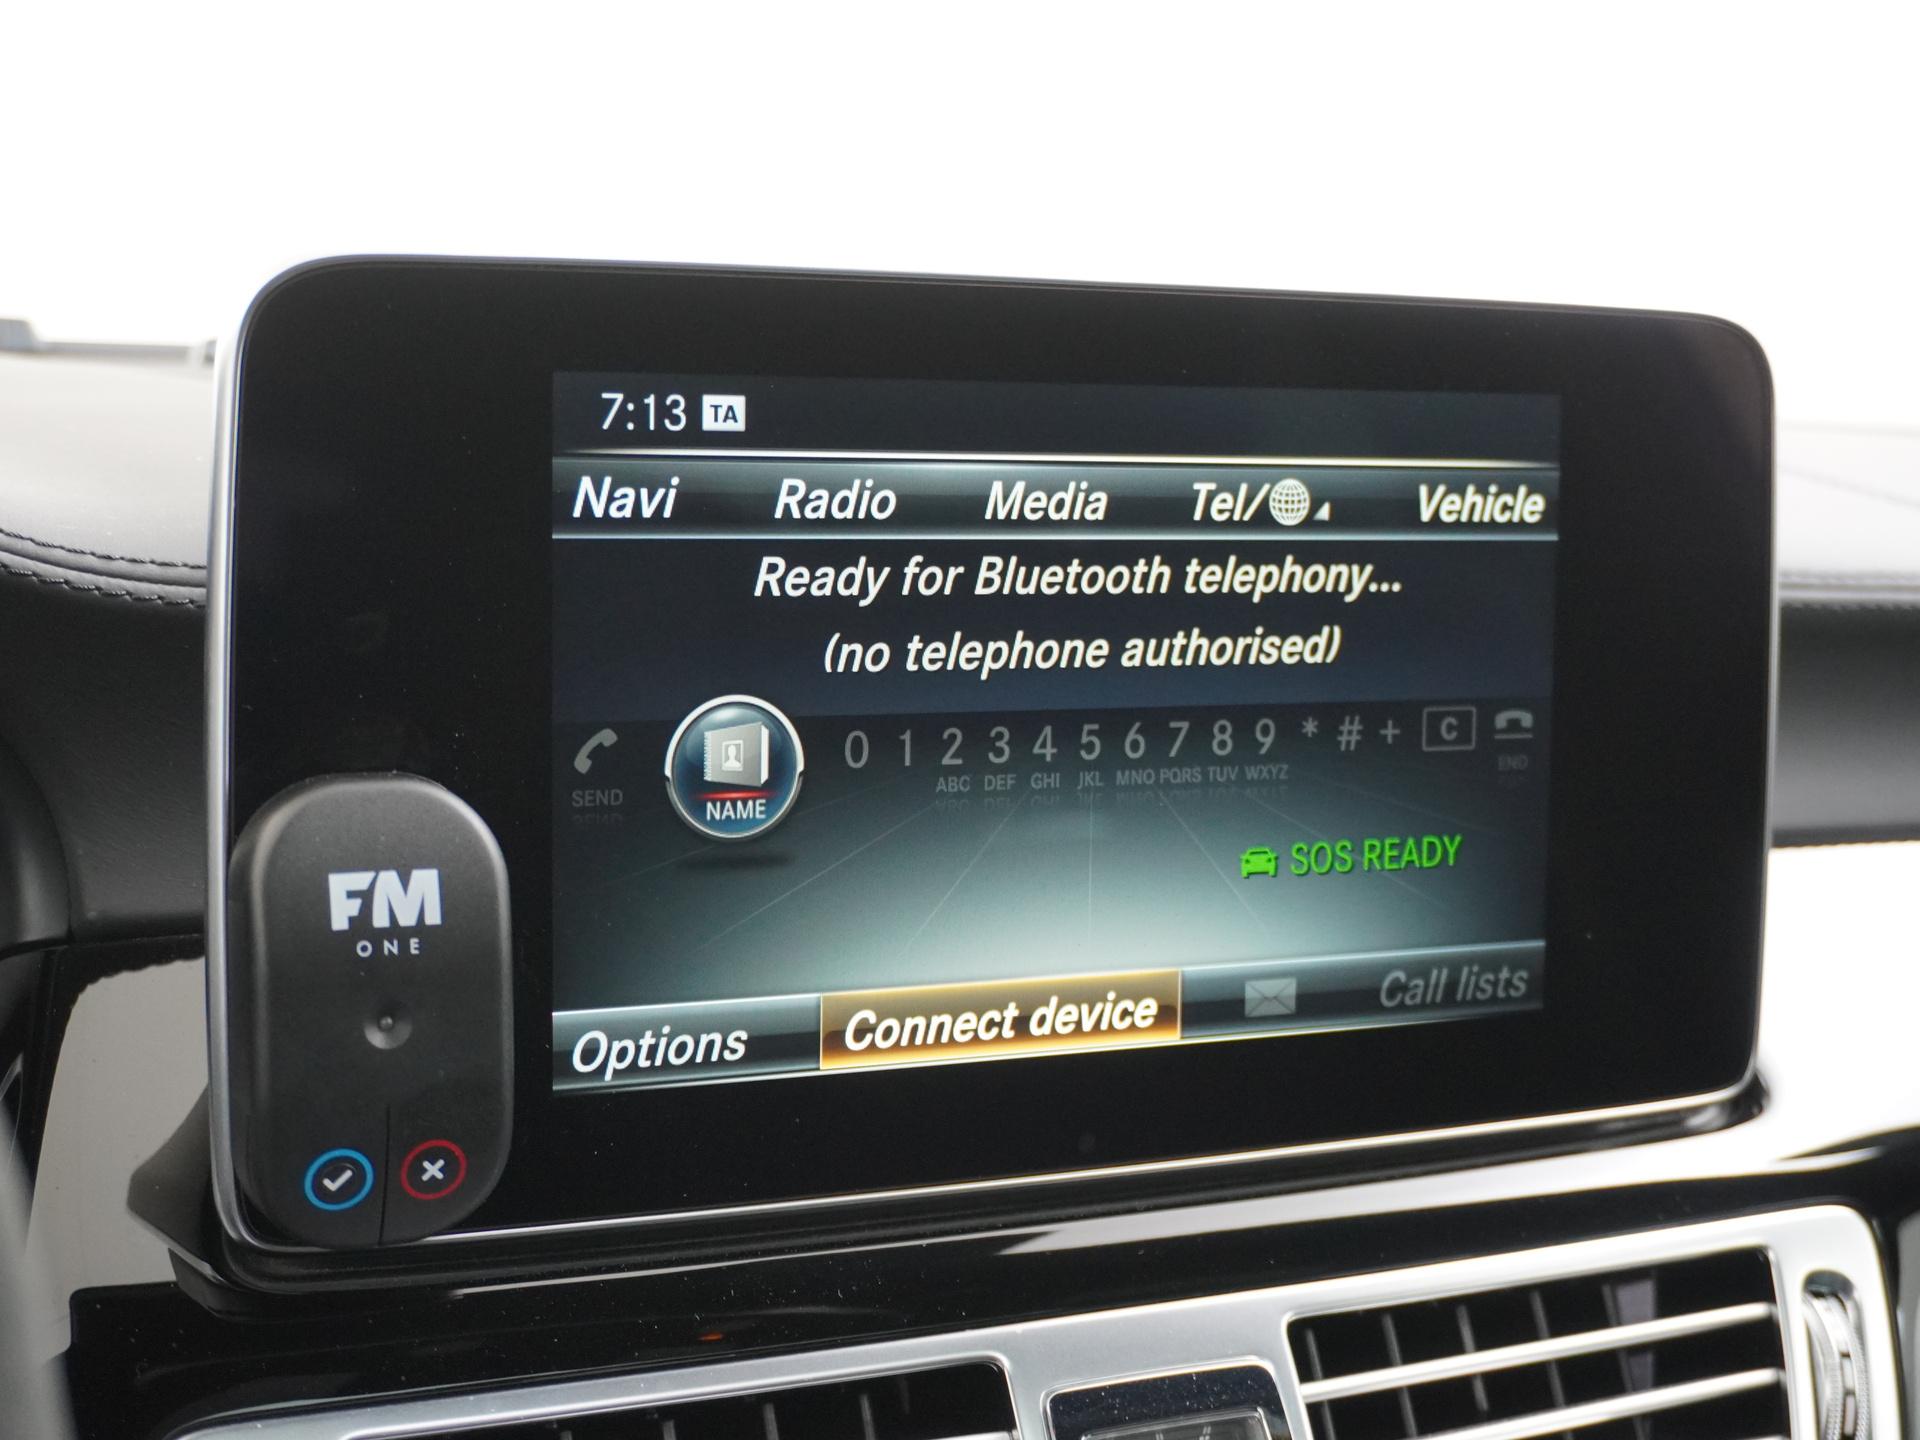 7:13 TA
Navi Radio Media Tel/ Vehicle
Ready for Bluetooth telephony...
(no telephone authorised)
SEND NAME 0 1 2 3 4 5 6 7 8 9 * # + C END
ABC DEF GHI JKL MNO PQRS TUV WXYZ
SOS READY
Options Connect device Call lists
FM
ONE